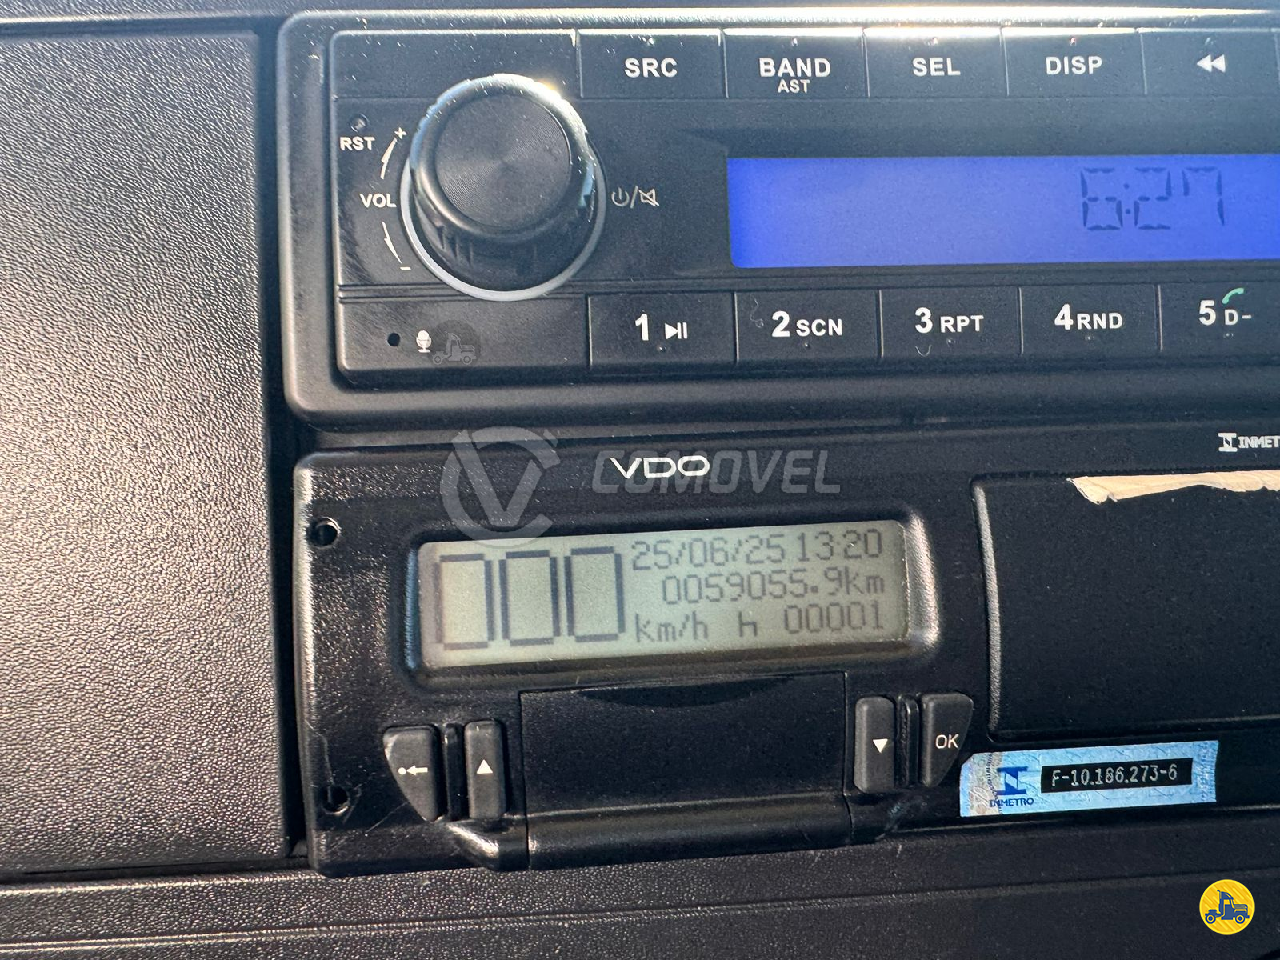 SRC
BAND
AST
SEL
DISP
RST
+
VOL
-
6:27
1
2 SCN
3 RPT
4 RND
5 D-
VDO
COMOVEL
INMET
000
25/06/25 13:20
0059055.9km
km/h h 00001
OK
INMETRO
F-10.186.273-6